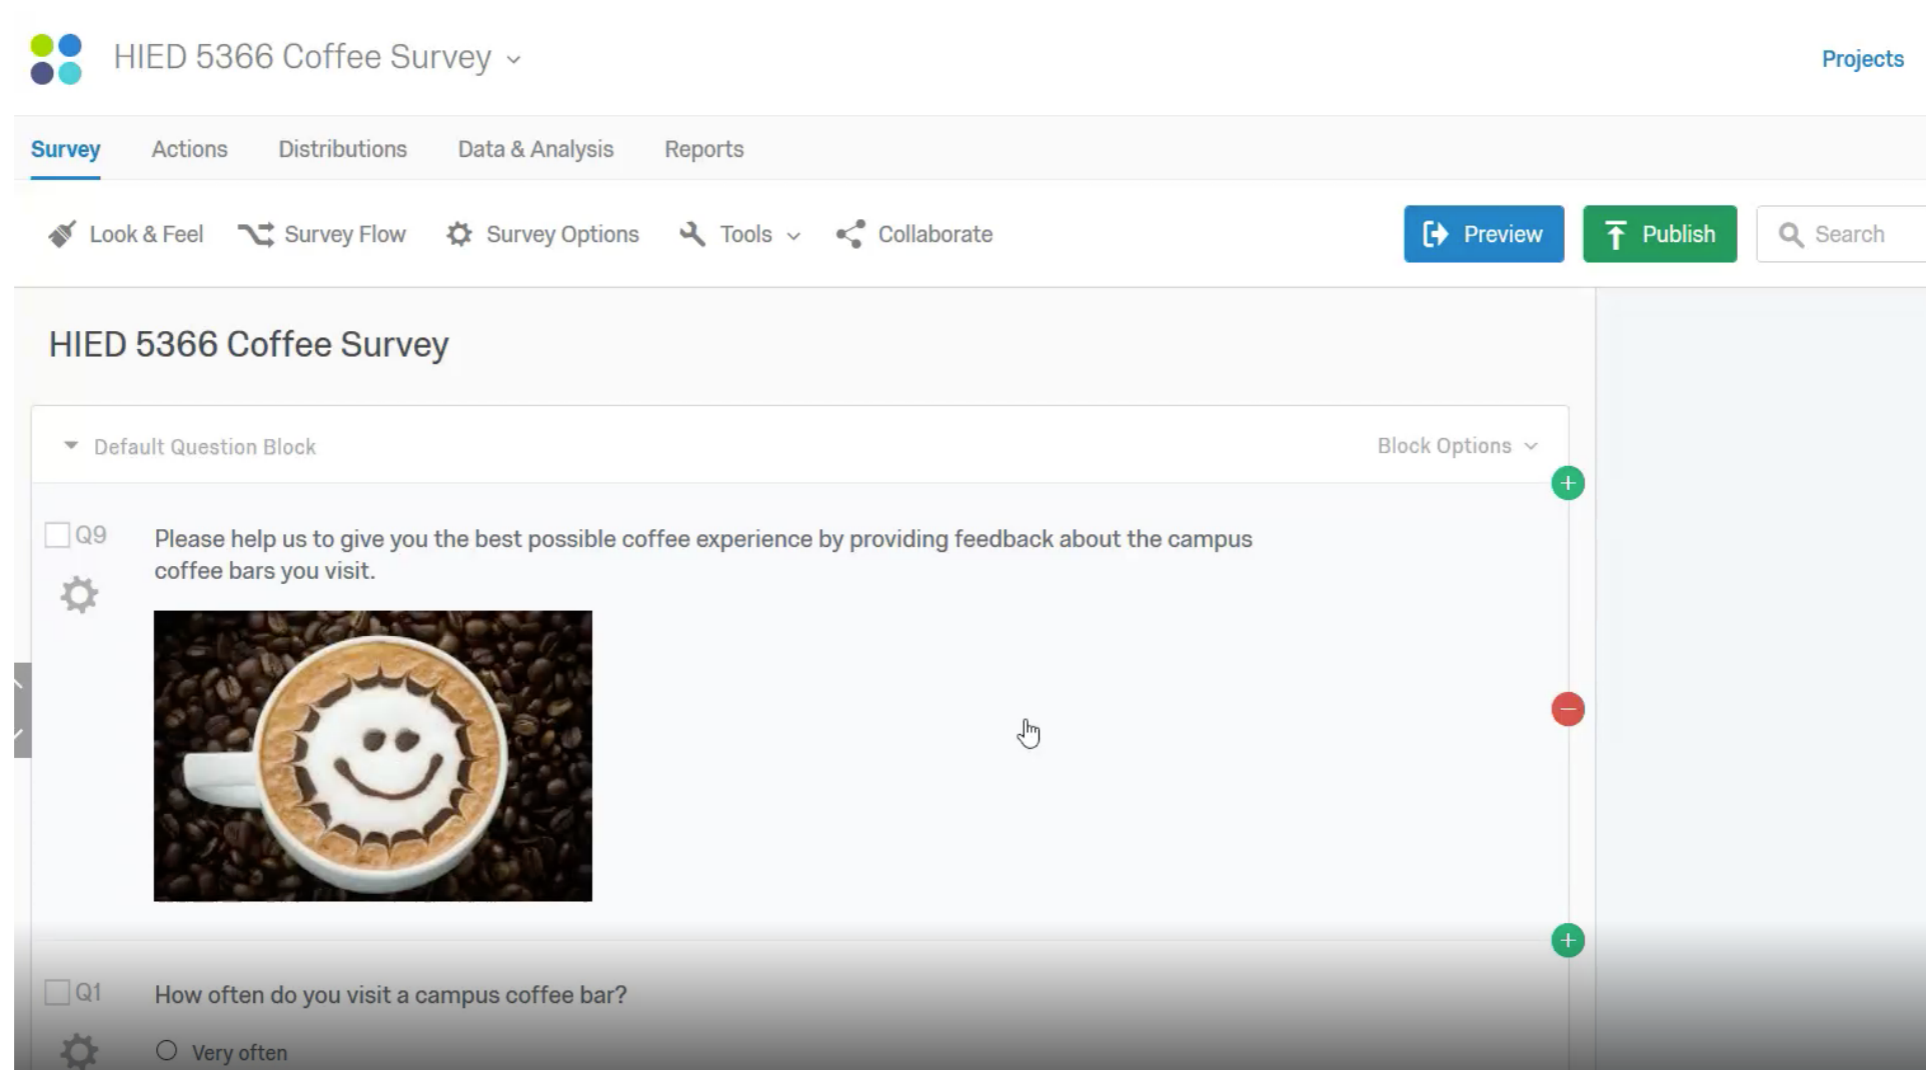 HIED 5366 Coffee Survey
Projects
Survey Actions Distributions Data & Analysis Reports
Look & Feel Survey Flow Survey Options Tools Collaborate Preview Publish Search
HIED 5366 Coffee Survey
Default Question Block Block Options
Q9 Please help us to give you the best possible coffee experience by providing feedback about the campus
coffee bars you visit.
Q1 How often do you visit a campus coffee bar?
Very often